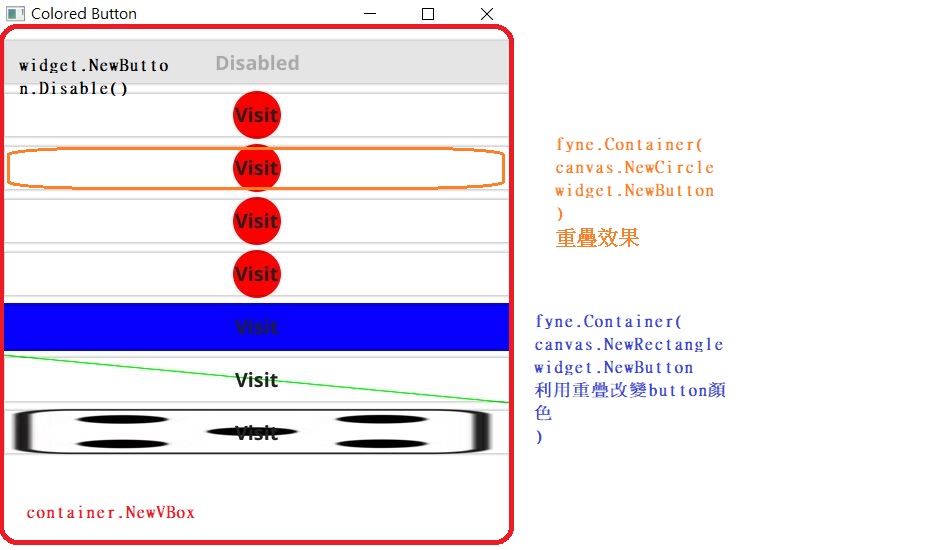 Colored Button
widget.NewButto
n.Disable()
Disabled
Visit
Visit
Visit
Visit
Visit
Visit
Visit
container.NewVBox
fyne.Container(
canvas.NewCircle
widget.NewButton
)
重疊效果
fyne.Container(
canvas.NewRectangle
widget.NewButton
利用重疊改變button顏
色
)